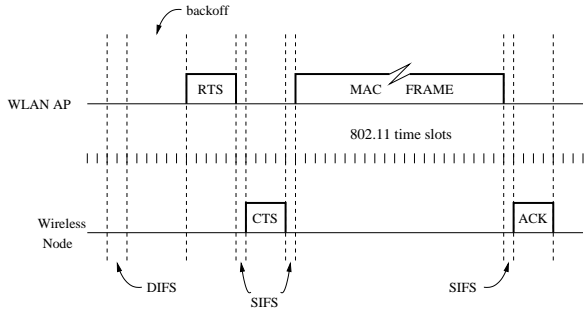 backoff
RTS
MAC FRAME
WLAN AP
802.11 time slots
CTS
ACK
Wireless
Node
DIFS
SIFS
SIFS